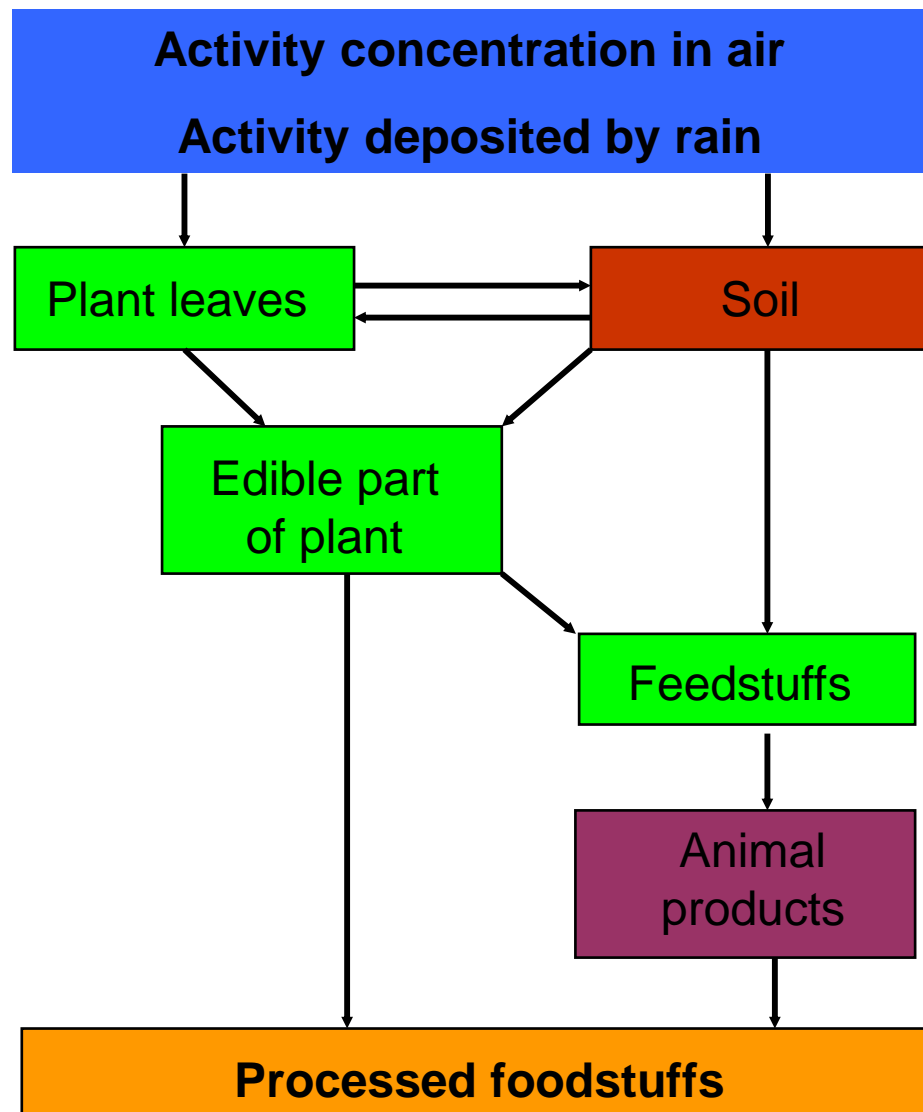 Activity concentration in air
Activity deposited by rain
Plant leaves
Soil
Edible part
of plant
Feedstuffs
Animal
products
Processed foodstuffs